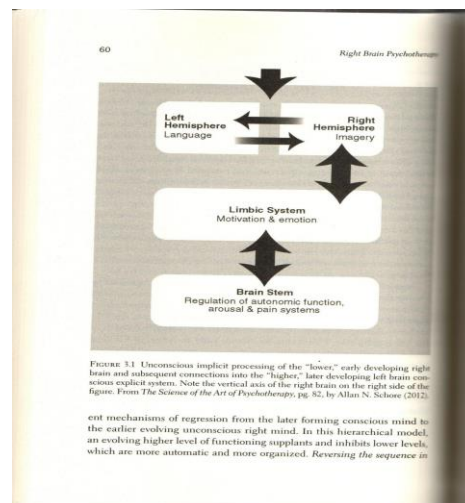 60
Right Brain Psychotherapy
Left
Hemisphere
Language
Right
Hemisphere
Imagery
Limbic System
Motivation & emotion
Brain Stem
Regulation of autonomic function,
arousal & pain systems
FIGURE 3.1 Unconscious implicit processing of the "lower," early developing right
brain and subsequent connections into the "higher," later developing left brain con-
scious explicit system. Note the vertical axis of the right brain on the right side of the
figure. From The Science of the Art of Psychotherapy, pg. 82, by Allan N. Schore (2012).
ent mechanisms of regression from the later forming conscious mind to
the earlier evolving unconscious right mind. In this hierarchical model,
an evolving higher level of functioning supplants and inhibits lower levels,
which are more automatic and more organized. Reversing the sequence in